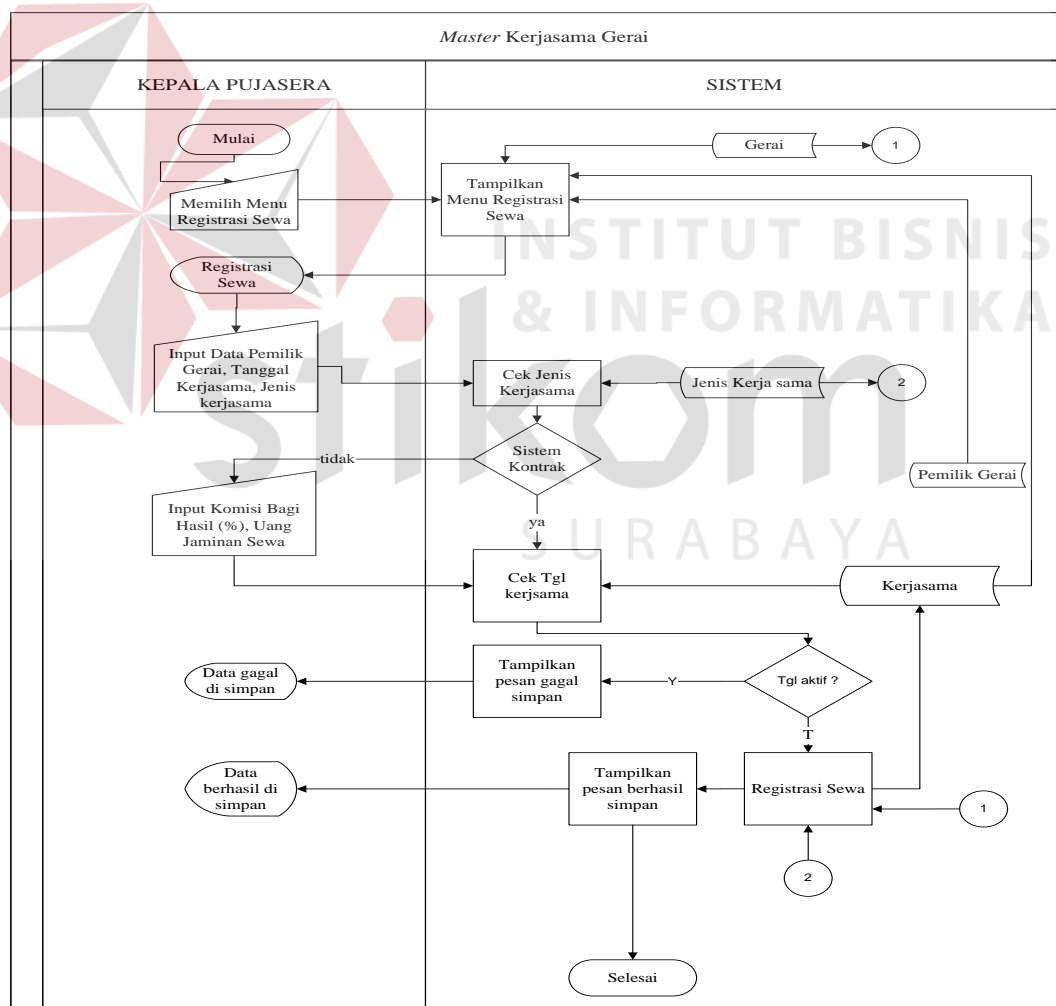 Master Kerjasama Gerai
KEPALA PUJASERA
SISTEM
Mulai
Gerai
1
Memilih Menu
Registrasi Sewa
Tampilkan
Menu Registrasi
Sewa
INSTITUT BISNIS
& INFORMATIKA
stikom
SURABAYA
Registrasi
Sewa
Input Data Pemilik
Gerai, Tanggal
Kerjasama, Jenis
kerjasama
Cek Jenis
Kerjasama
Jenis Kerja sama
2
Sistem
Kontrak
tidak
ya
Pemilik Gerai
Input Komisi Bagi
Hasil (%), Uang
Jaminan Sewa
Cek Tgl
kerjsama
Kerjasama
Data gagal
di simpan
Tampilkan
pesan gagal
simpan
Y
Tgl aktif ?
T
Data
berhasil di
simpan
Tampilkan
pesan berhasil
simpan
Registrasi Sewa
1
2
Selesai